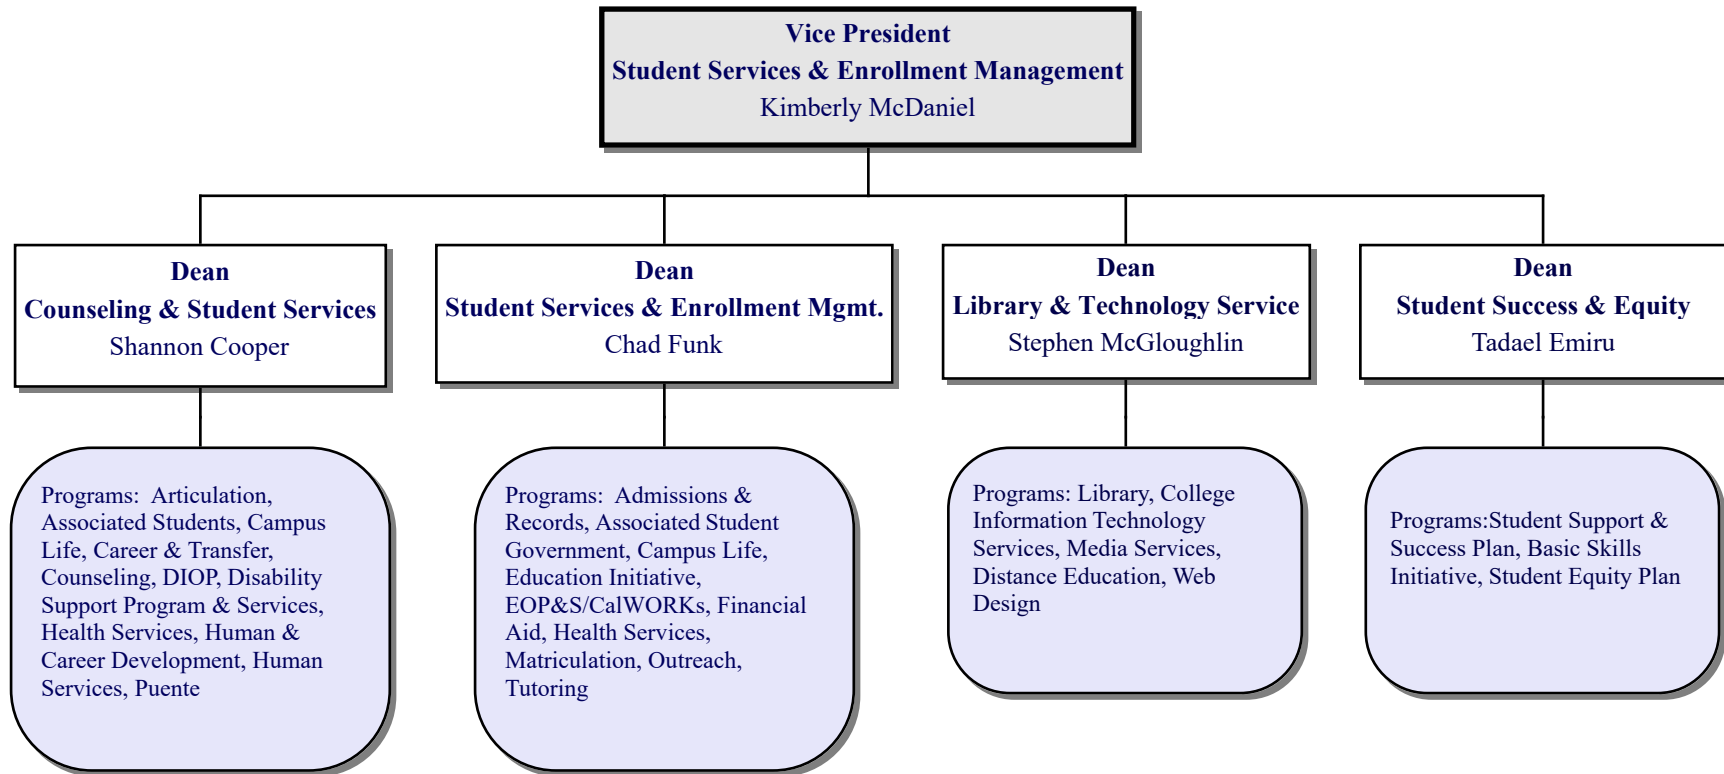 Vice President
Student Services & Enrollment Management
Kimberly McDaniel
Dean
Counseling & Student Services
Shannon Cooper
Dean
Student Services & Enrollment Mgmt.
Chad Funk
Dean
Library & Technology Service
Stephen McGloughlin
Dean
Student Success & Equity
Tadael Emiru
Programs:  Articulation,
Associated Students, Campus
Life, Career & Transfer,
Counseling, DIOP, Disability
Support Program & Services,
Health Services, Human &
Career Development, Human
Services, Puente
Programs:  Admissions &
Records, Associated Student
Government, Campus Life,
Education Initiative,
EOP&S/CalWORKs, Financial
Aid, Health Services,
Matriculation, Outreach,
Tutoring
Programs: Library, College
Information Technology
Services, Media Services,
Distance Education, Web
Design
Programs:Student Support &
Success Plan, Basic Skills
Initiative, Student Equity Plan